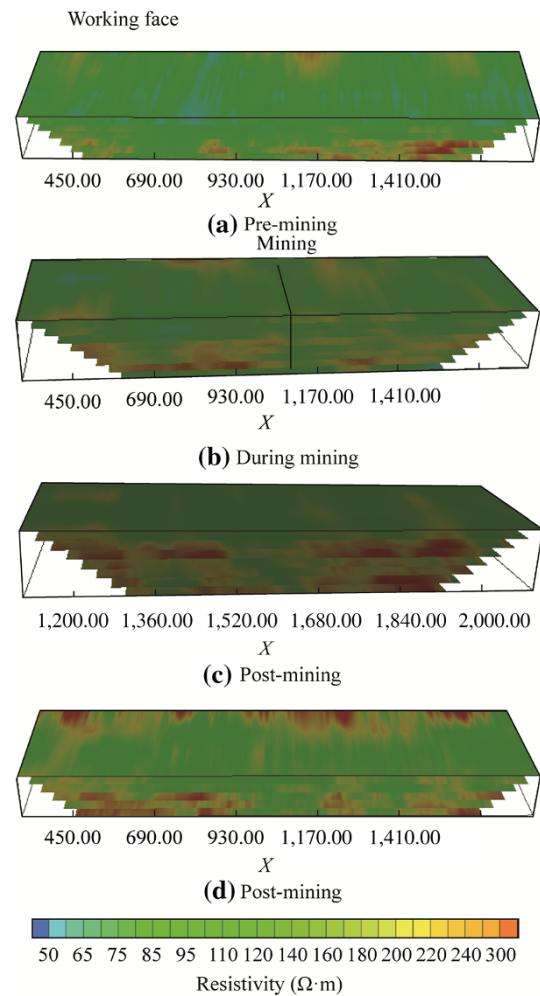 Working face
450.00 690.00 930.00 1,170.00 1,410.00
X
(a) Pre-mining
Mining
450.00 690.00 930.00 1,170.00 1,410.00
X
(b) During mining
1,200.00 1,360.00 1,520.00 1,680.00 1,840.00 2,000.00
X
(c) Post-mining
450.00 690.00 930.00 1,170.00 1,410.00
X
(d) Post-mining
50 65 75 85 95 110 120 140 160 180 200 220 240 300
Resistivity (Ω·m)